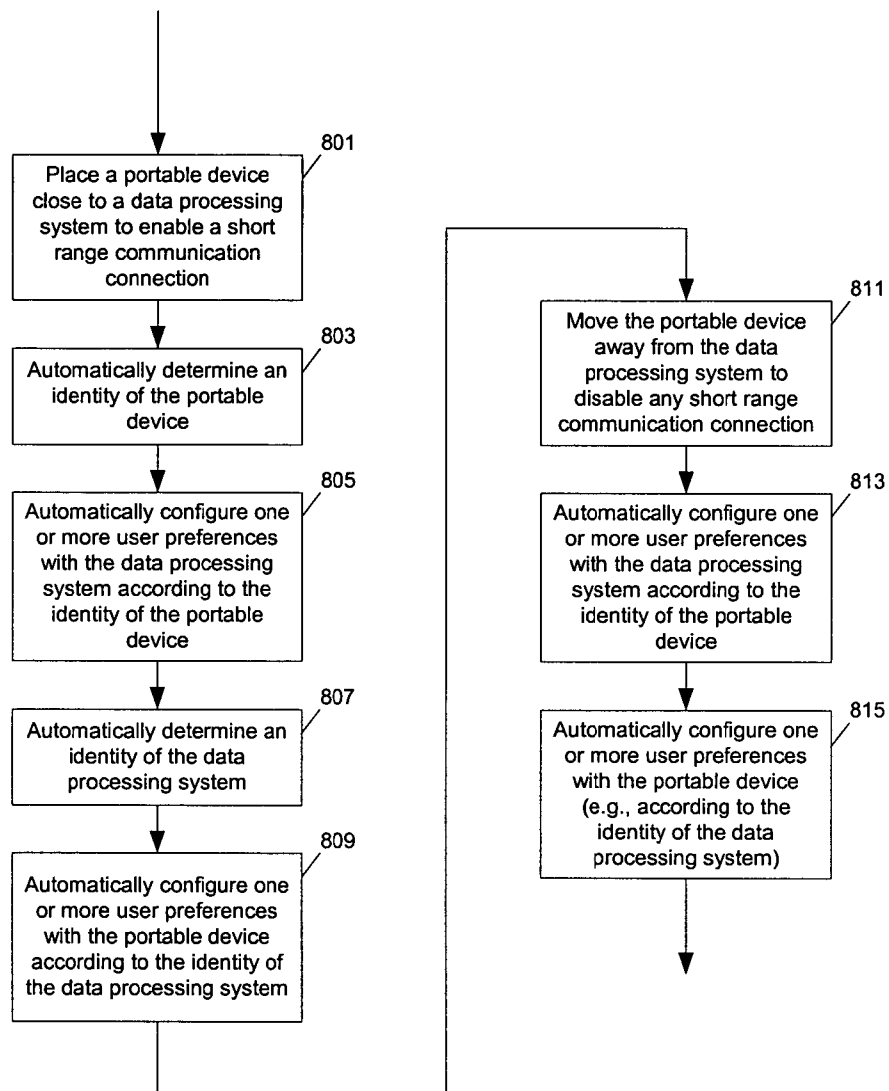 801
Place a portable device
close to a data processing
system to enable a short
range communication
connection
803
Automatically determine an
identity of the portable
device
805
Automatically configure one
or more user preferences
with the data processing
system according to the
identity of the portable
device
807
Automatically determine an
identity of the data
processing system
809
Automatically configure one
or more user preferences
with the portable device
according to the identity of
the data processing system
811
Move the portable device
away from the data
processing system to
disable any short range
communication connection
813
Automatically configure one
or more user preferences
with the data processing
system according to the
identity of the portable
device
815
Automatically configure one
or more user preferences
with the portable device
(e.g., according to the
identity of the data
processing system)